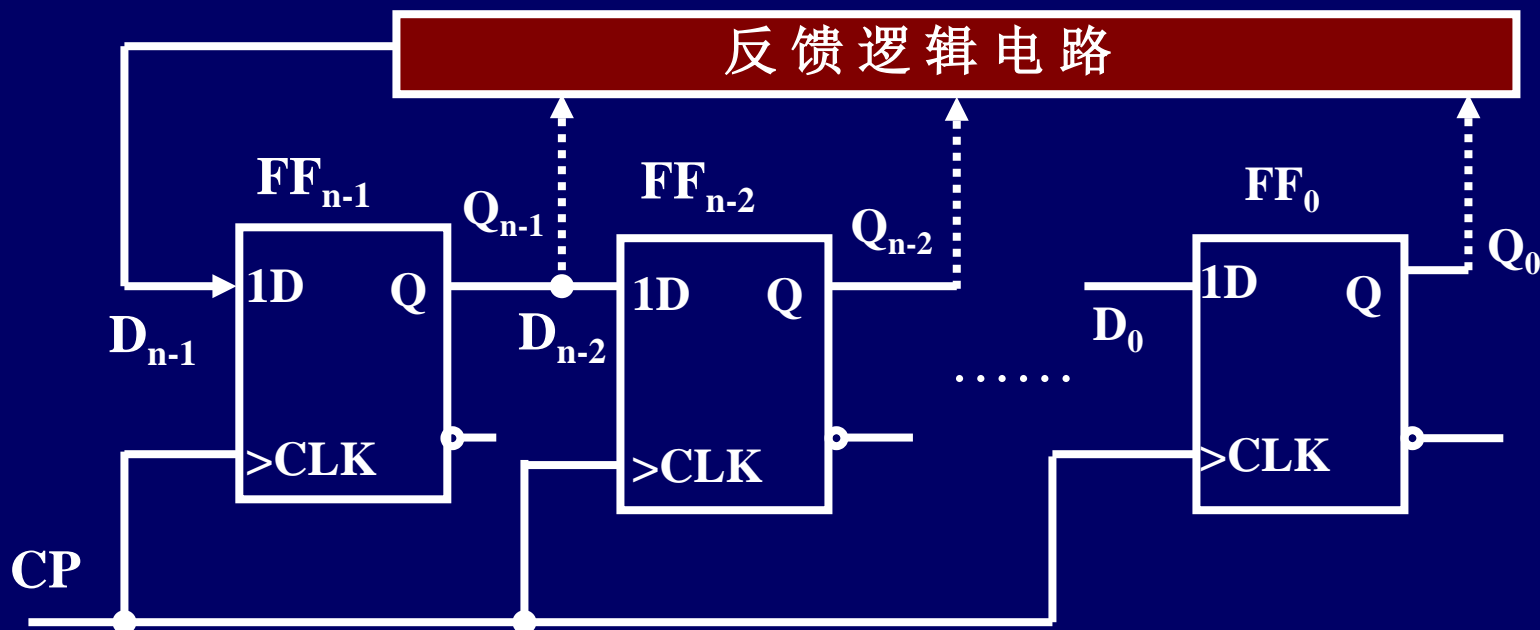 反馈逻辑电路
FFn-1
FFn-2
FF0
Qn-1
Qn-2
Q0
1D
Q
1D
Q
1D
Q
Dn-1
Dn-2
D0
······
>CLK
>CLK
>CLK
CP